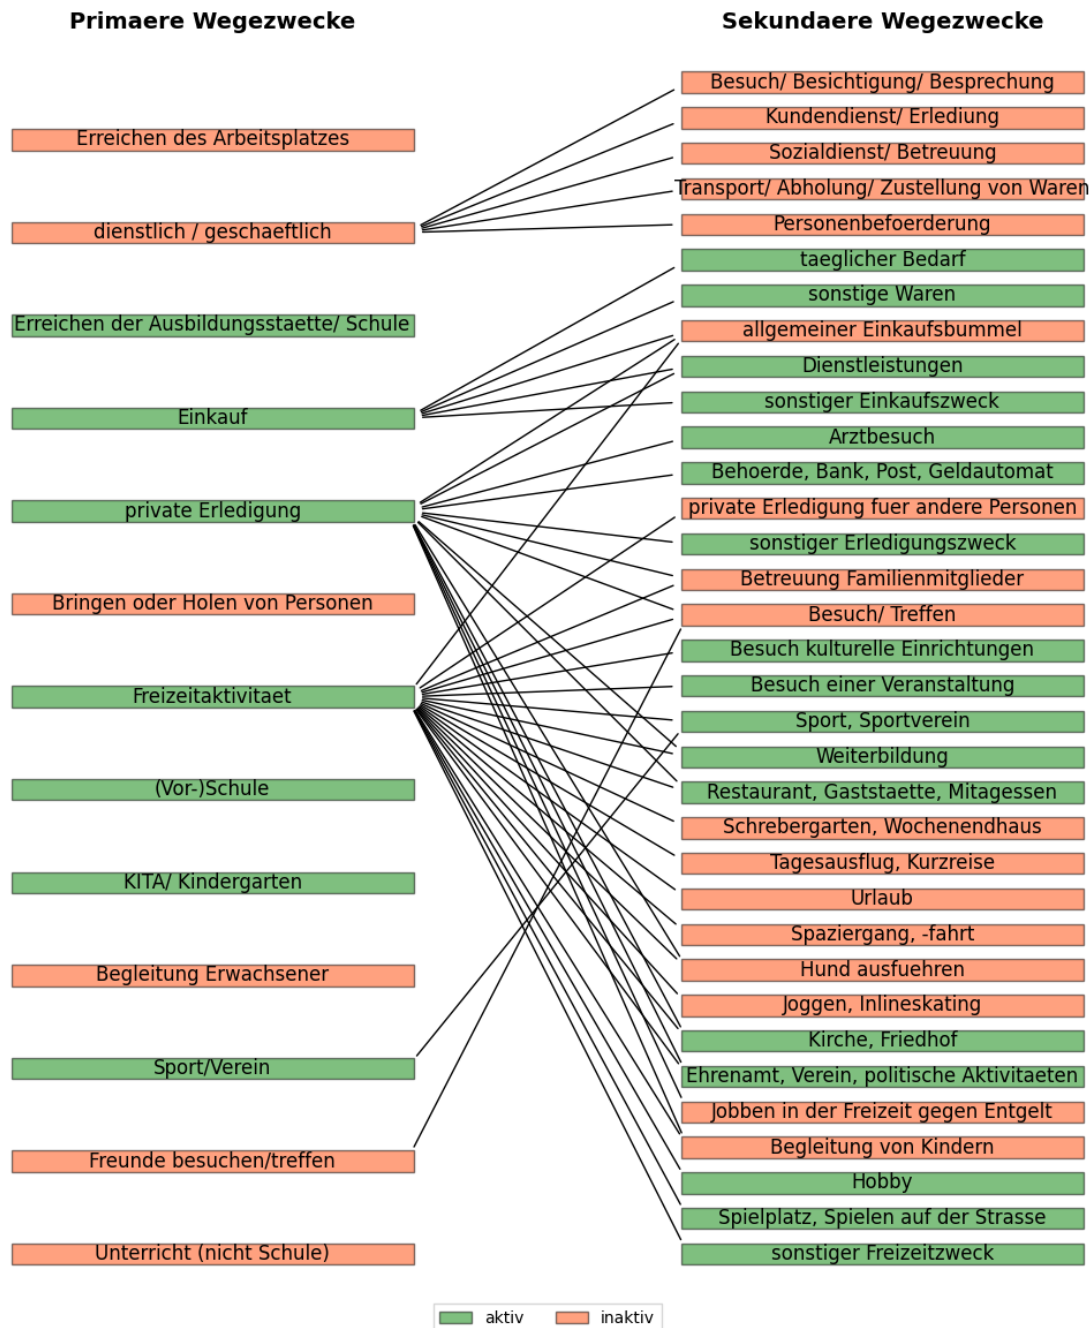 Primaere Wegezwecke
Erreichen des Arbeitsplatzes
dienstlich / geschaeftlich
Erreichen der Ausbildungsstaette/ Schule
Einkauf
private Erledigung
Bringen oder Holen von Personen
Freizeitaktivitaet
(Vor-)Schule
KITA/ Kindergarten
Begleitung Erwachsener
Sport/Verein
Freunde besuchen/treffen
Unterricht (nicht Schule)
Sekundaere Wegezwecke
Besuch/ Besichtigung/ Besprechung
Kundendienst/ Erlediung
Sozialdienst/ Betreuung
Transport/ Abholung/ Zustellung von Waren
Personenbefoerderung
taeglicher Bedarf
sonstige Waren
allgemeiner Einkaufsbummel
Dienstleistungen
sonstiger Einkaufszweck
Arztbesuch
Behoerde, Bank, Post, Geldautomat
private Erledigung fuer andere Personen
sonstiger Erledigungszweck
Betreuung Familienmitglieder
Besuch/ Treffen
Besuch kulturelle Einrichtungen
Besuch einer Veranstaltung
Sport, Sportverein
Weiterbildung
Restaurant, Gaststaette, Mitagessen
Schrebergarten, Wochenendhaus
Tagesausflug, Kurzreise
Urlaub
Spaziergang, -fahrt
Hund ausfuehren
Joggen, Inlineskating
Kirche, Friedhof
Ehrenamt, Verein, politische Aktivitaeten
Jobben in der Freizeit gegen Entgelt
Begleitung von Kindern
Hobby
Spielplatz, Spielen auf der Strasse
sonstiger Freizeitzweck
aktiv
inaktiv